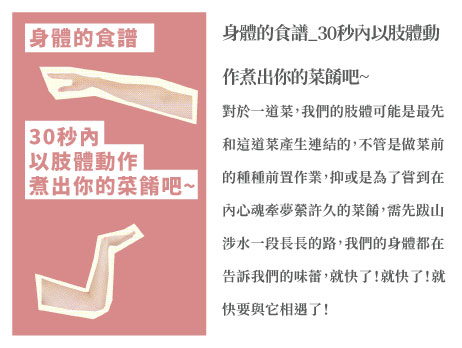 身體的食譜
30秒內
以肢體動作
煮出你的菜餚吧~
身體的食譜_30秒內以肢體動
作煮出你的菜餚吧~
對於一道菜，我們的肢體可能是最先
和這道菜產生連結的，不管是做菜前
的種種前置作業，抑或是為了嘗到在
內心魂牽夢縈許久的菜餚，需先跋山
涉水一段長長的路，我們的身體都在
告訴我們的味蕾，就快了！就快了！就
快要與它相遇了！